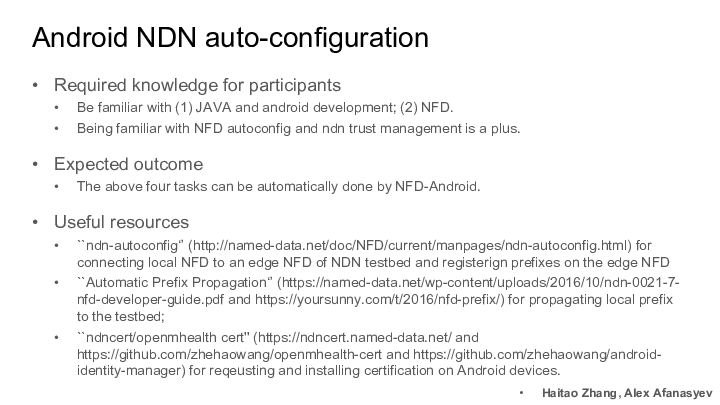 Android NDN auto-configuration
• Required knowledge for participants
• Be familiar with (1) JAVA and android development; (2) NFD.
• Being familiar with NFD autoconfig and ndn trust management is a plus.
• Expected outcome
• The above four tasks can be automatically done by NFD-Android.
• Useful resources
• ``ndn-autoconfig‘’ (http://named-data.net/doc/NFD/current/manpages/ndn-autoconfig.html) for
connecting local NFD to an edge NFD of NDN testbed and registerign prefixes on the edge NFD
• ``Automatic Prefix Propagation‘’ (https://named-data.net/wp-content/uploads/2016/10/ndn-0021-7-
nfd-developer-guide.pdf and https://yoursunny.com/t/2016/nfd-prefix/) for propagating local prefix
to the testbed;
• ``ndncert/openmhealth cert'' (https://ndncert.named-data.net/ and
https://github.com/zhehaowang/openmhealth-cert and https://github.com/zhehaowang/android-
identity-manager) for reqeusting and installing certification on Android devices.
• Haitao Zhang, Alex Afanasyev